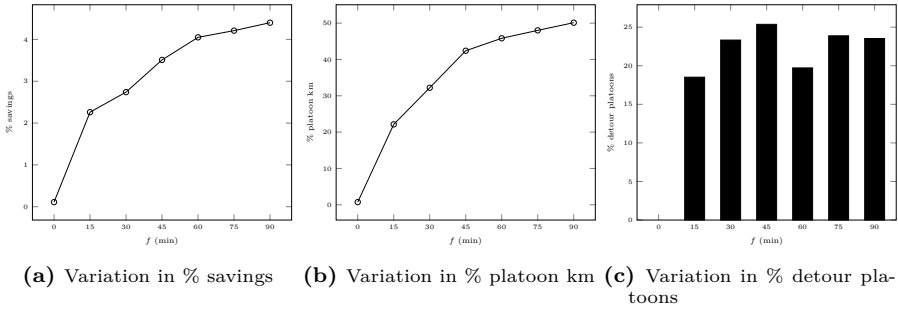 4
3
2
1
0
% savings
0 15 30 45 60 75 90
f (min)
(a) Variation in % savings
50
40
30
20
10
0
% platoon km
0 15 30 45 60 75 90
f (min)
(b) Variation in % platoon km
25
20
15
10
5
0
% detour platoons
0 15 30 45 60 75 90
f (min)
(c) Variation in % detour pla-
toons